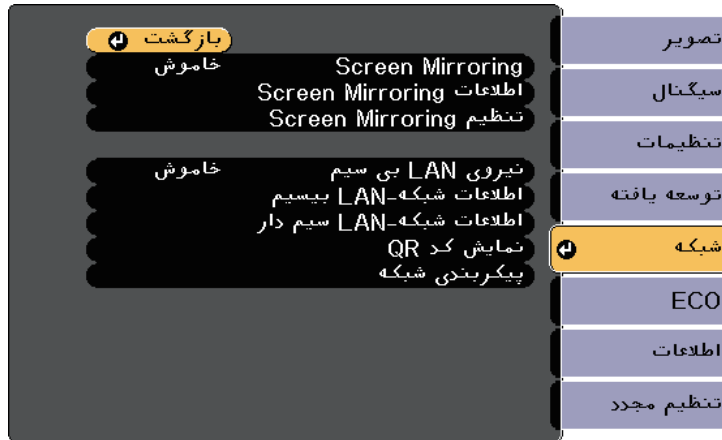 بازگشت
Screen Mirroring خاموش
اطلاعات Screen Mirroring
تنظیم Screen Mirroring
نیروی LAN بی سیم خاموش
اطلاعات شبکه-LAN بیسیم
اطلاعات شبکه-LAN سیم دار
نمایش کد QR
پیکربندی شبکه
تصویر
سیگنال
تنظیمات
توسعه یافته
شبکه
ECO
اطلاعات
تنظیم مجدد